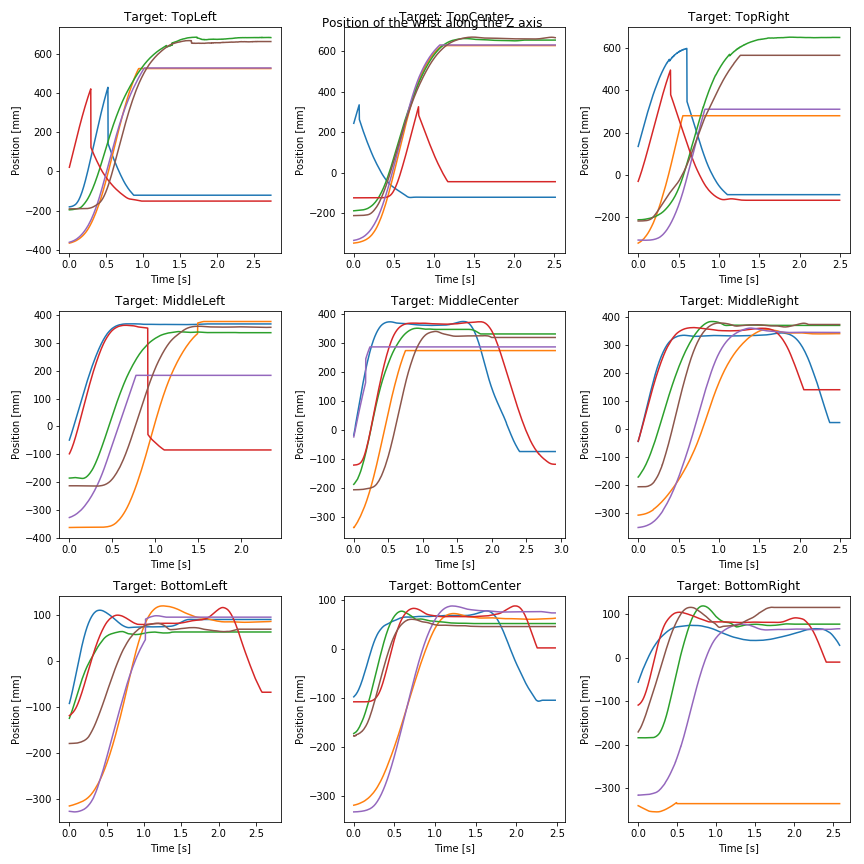 Position of the wrist along the Z axis
Target: TopLeft
Target: TopCenter
Target: TopRight
Position [mm]
600
400
200
0
−200
−400
0.0 0.5 1.0 1.5 2.0 2.5
Time [s]
Position [mm]
600
400
200
0
−200
0.0 0.5 1.0 1.5 2.0 2.5
Time [s]
Position [mm]
600
400
200
0
−200
0.0 0.5 1.0 1.5 2.0 2.5
Time [s]
Target: MiddleLeft
Target: MiddleCenter
Target: MiddleRight
Position [mm]
400
300
200
100
0
−100
−200
−300
−400
0.0 0.5 1.0 1.5 2.0
Time [s]
Position [mm]
400
300
200
100
0
−100
−200
−300
0.0 0.5 1.0 1.5 2.0 2.5 3.0
Time [s]
Position [mm]
400
300
200
100
0
−100
−200
−300
0.0 0.5 1.0 1.5 2.0 2.5
Time [s]
Target: BottomLeft
Target: BottomCenter
Target: BottomRight
Position [mm]
100
0
−100
−200
−300
0.0 0.5 1.0 1.5 2.0 2.5
Time [s]
Position [mm]
100
0
−100
−200
−300
0.0 0.5 1.0 1.5 2.0 2.5
Time [s]
Position [mm]
100
0
−100
−200
−300
0.0 0.5 1.0 1.5 2.0 2.5
Time [s]